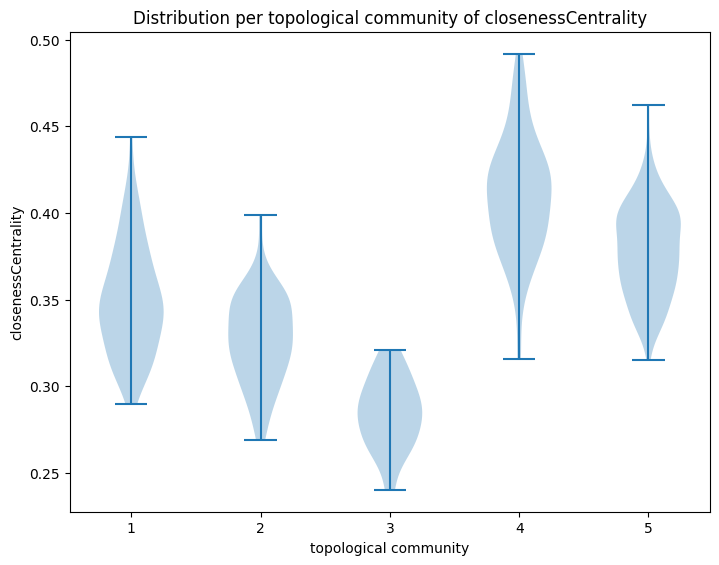 Distribution per topological community of closenessCentrality
closenessCentrality
0.50
0.45
0.40
0.35
0.30
0.25
1 2 3 4 5
topological community